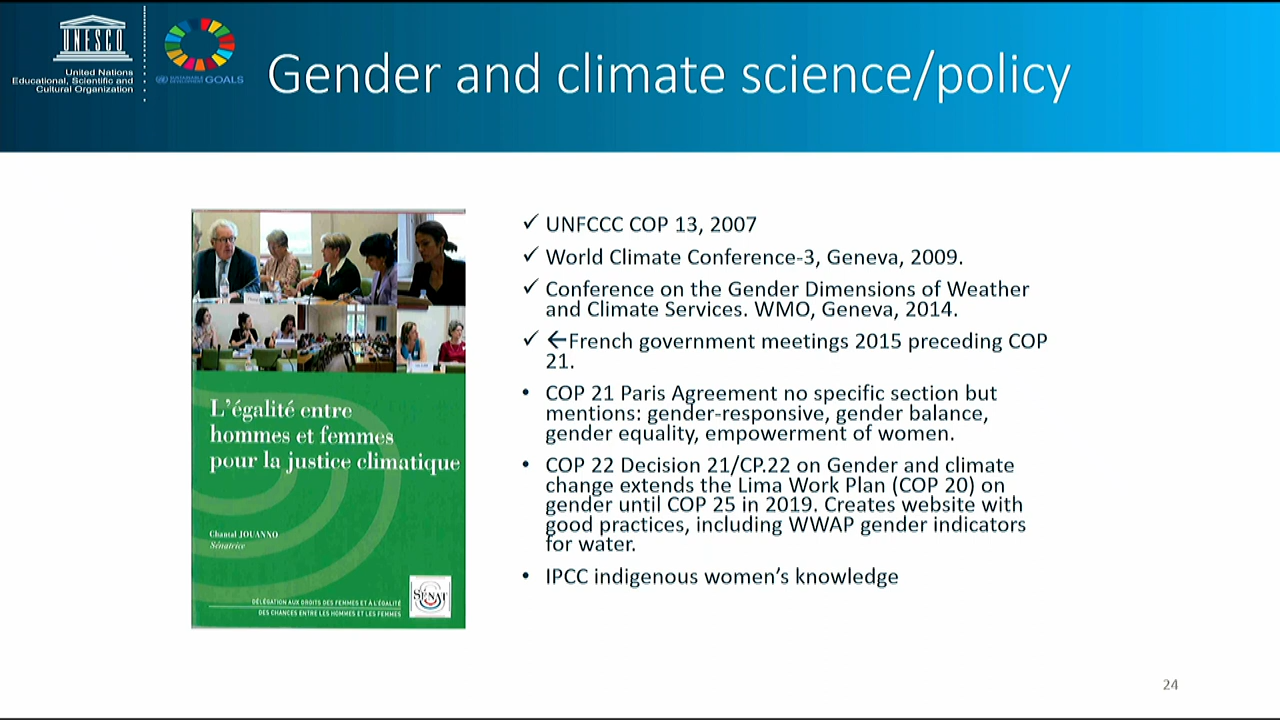 UNESCO
United Nations
Educational, Scientific and
Cultural Organization
SUSTAINABLE
DEVELOPMENT GOALS
Gender and climate science/policy
L'égalité entre
hommes et femmes
pour la justice climatique
Chantal JOUANNO
Sénatrice
SÉNAT
DÉLÉGATION AUX DROITS DES FEMMES ET À L'ÉGALITÉ
DES CHANCES ENTRE LES HOMMES ET LES FEMMES
✓ UNFCCC COP 13, 2007
✓ World Climate Conference-3, Geneva, 2009.
✓ Conference on the Gender Dimensions of Weather
and Climate Services. WMO, Geneva, 2014.
✓ ←French government meetings 2015 preceding COP
21.
• COP 21 Paris Agreement no specific section but
mentions: gender-responsive, gender balance,
gender equality, empowerment of women.
• COP 22 Decision 21/CP.22 on Gender and climate
change extends the Lima Work Plan (COP 20) on
gender until COP 25 in 2019. Creates website with
good practices, including WWAP gender indicators
for water.
• IPCC indigenous women's knowledge
24